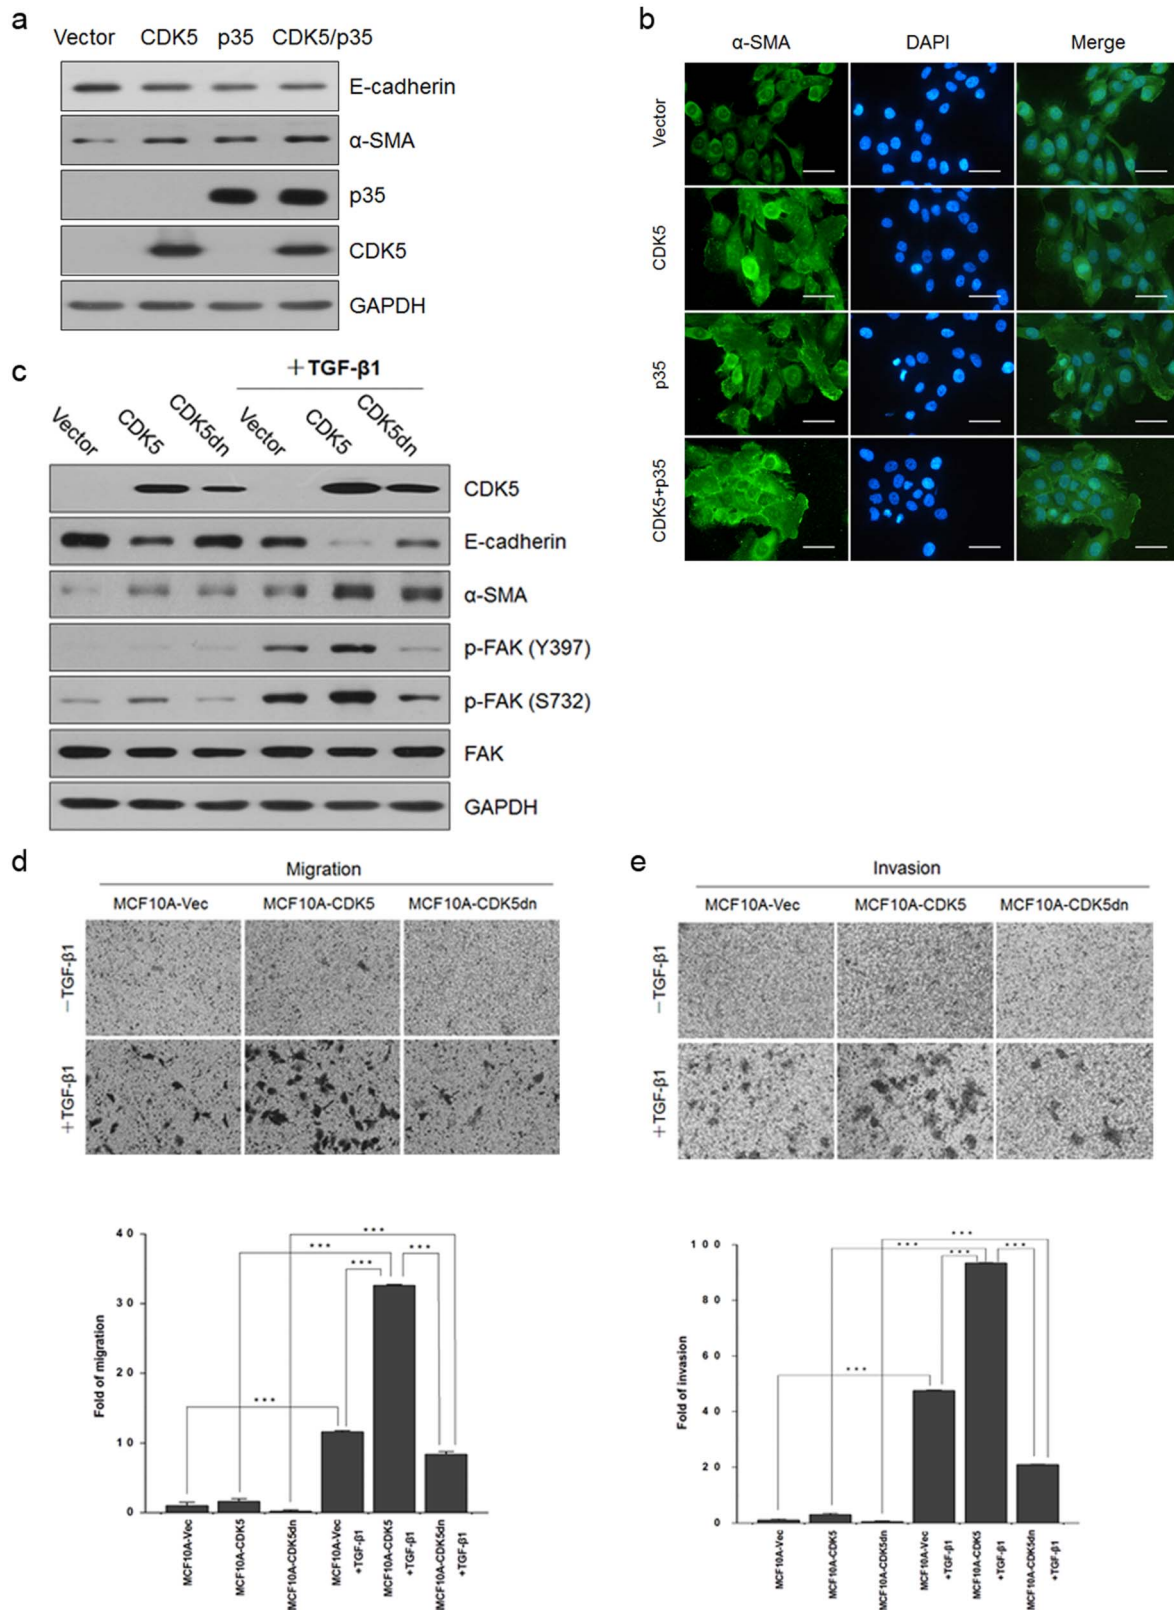 a
Vector CDK5 p35 CDK5/p35
E-cadherin
α-SMA
p35
CDK5
GAPDH
b
α-SMA DAPI Merge
Vector
CDK5
p35
CDK5+p35
c
+TGF-β1
Vector CDK5 CDK5dn Vector CDK5 CDK5dn
CDK5
E-cadherin
α-SMA
p-FAK (Y397)
p-FAK (S732)
FAK
GAPDH
d
Migration
MCF10A-Vec MCF10A-CDK5 MCF10A-CDK5dn
−TGF-β1
+TGF-β1
40
30
20
10
0
Fold of migration
***
***
***
***
***
MCF10A-Vec
MCF10A-CDK5
MCF10A-CDK5dn
MCF10A-Vec
+TGF-β1
MCF10A-CDK5
+TGF-β1
MCF10A-CDK5dn
+TGF-β1
e
Invasion
MCF10A-Vec MCF10A-CDK5 MCF10A-CDK5dn
−TGF-β1
+TGF-β1
100
80
60
40
20
0
Fold of invasion
***
***
***
***
***
MCF10A-Vec
MCF10A-CDK5
MCF10A-CDK5dn
MCF10A-Vec
+TGF-β1
MCF10A-CDK5
+TGF-β1
MCF10A-CDK5dn
+TGF-β1